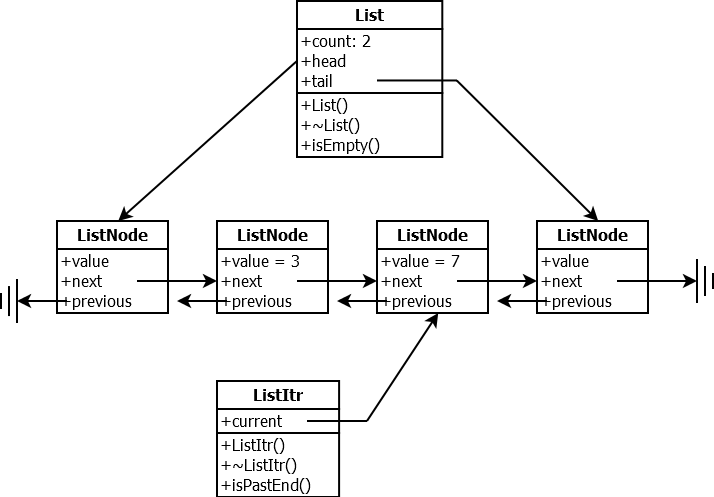 List
+count: 2
+head
+tail
+List()
+~List()
+isEmpty()
ListNode
+value
+next
+previous
ListNode
+value = 3
+next
+previous
ListNode
+value = 7
+next
+previous
ListNode
+value
+next
+previous
ListItr
+current
+ListItr()
+~ListItr()
+isPastEnd()